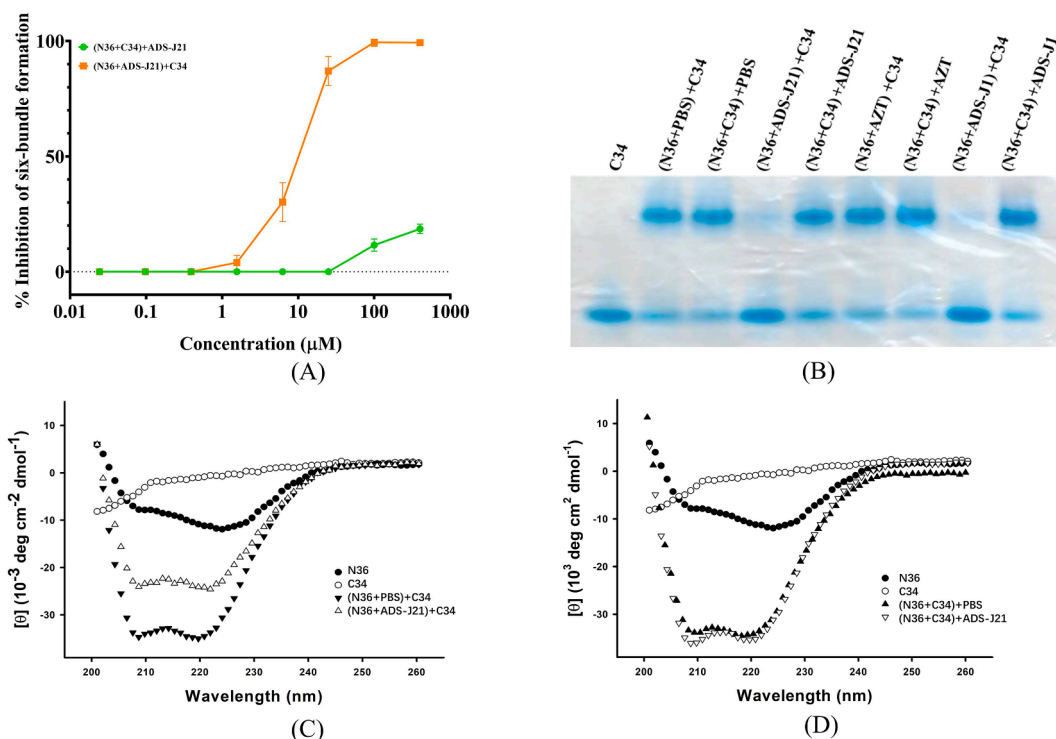 100
50
0
% Inhibition of six-bundle formation
(N36+C34)+ADS-J21
(N36+ADS-J21)+C34
0.01 0.1 1 10 100 1000
Concentration (μM)
(A)
C34
(N36+PBS)+C34
(N36+C34)+PBS
(N36+ADS-J21)+C34
(N36+C34)+ADS-J21
(N36+AZT)+C34
(N36+C34)+AZT
(N36+ADS-J1)+C34
(N36+C34)+ADS-J1
(B)
10
0
-10
-20
-30
[θ] (10⁻³ deg cm⁻² dmol⁻¹)
N36
C34
(N36+PBS)+C34
(N36+ADS-J21)+C34
200 210 220 230 240 250 260
Wavelength (nm)
(C)
10
0
-10
-20
-30
[θ] (10³ deg cm² dmol⁻¹)
N36
C34
(N36+C34)+PBS
(N36+C34)+ADS-J21
200 210 220 230 240 250 260
Wavelength (nm)
(D)